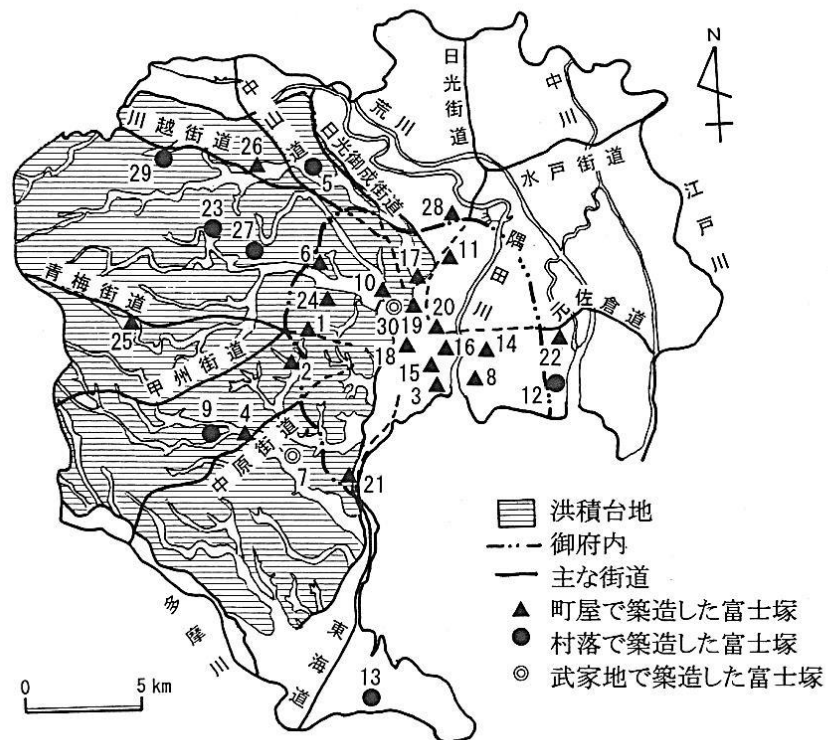 N
中山道
川越街道
日光御成街道
荒川
日光街道
中川
水戸街道
江戸川
隅田川
元佐倉道
青梅街道
甲州街道
中原街道
多摩川
東海道
26
29
5
23
27
28
6
17
11
10
24
30
19
20
1
25
18
16
14
22
2
15
8
3
12
9
4
7
21
13
洪積台地
御府内
主な街道
町屋で築造した富士塚
村落で築造した富士塚
武家地で築造した富士塚
0 5 km